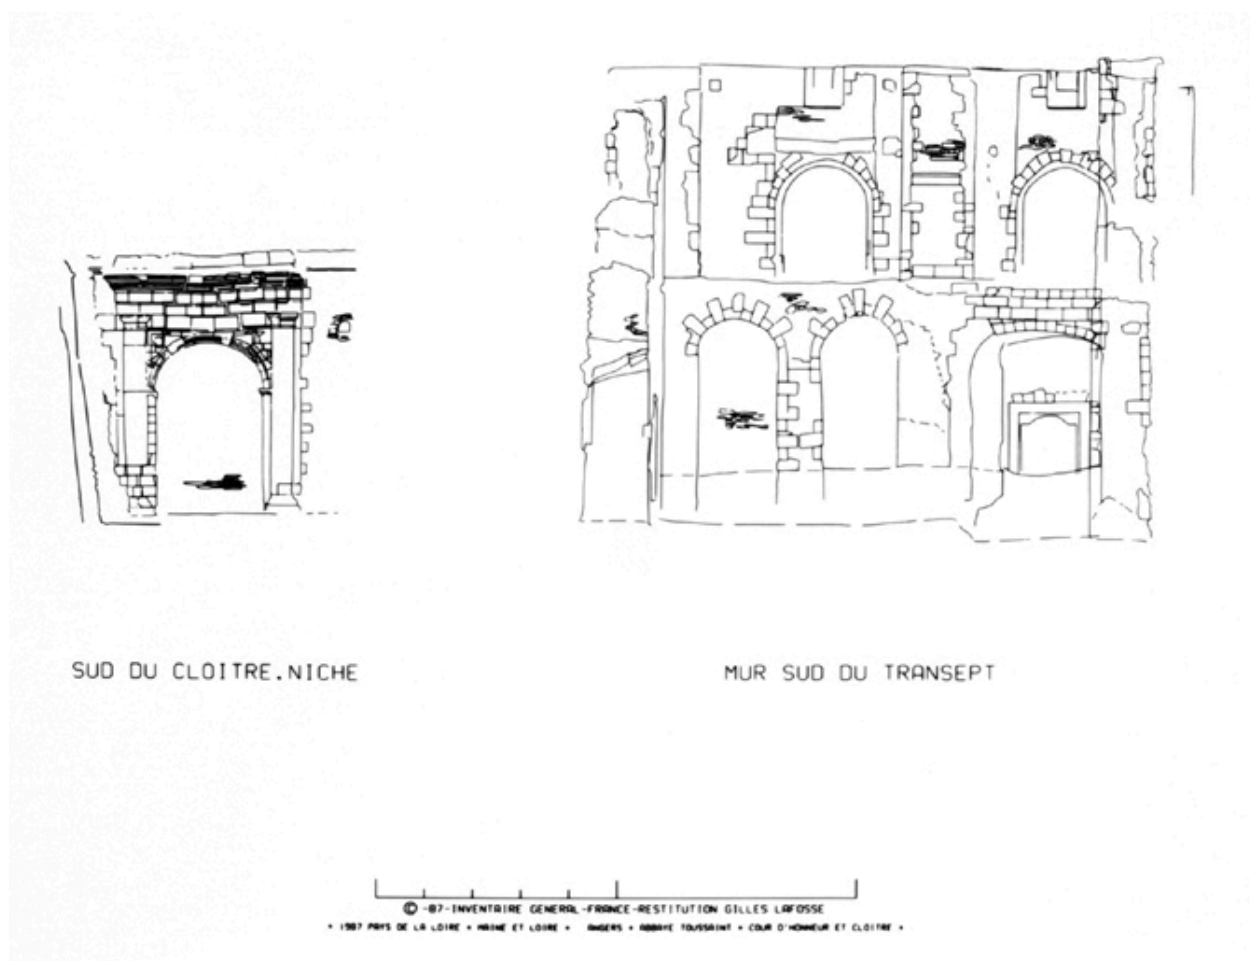 SUD DU CLOITRE.NICHE
MUR SUD DU TRANSEPT
© -87-INVENTAIRE GENERAL-FRANCE-RESTITUTION GILLES LAFOSSE
* 1987 PAYS DE LA LOIRE * MAINE ET LOIRE * ANGERS * ABBAYE TOUSSAINT * COUR D'HONNEUR ET CLOITRE *